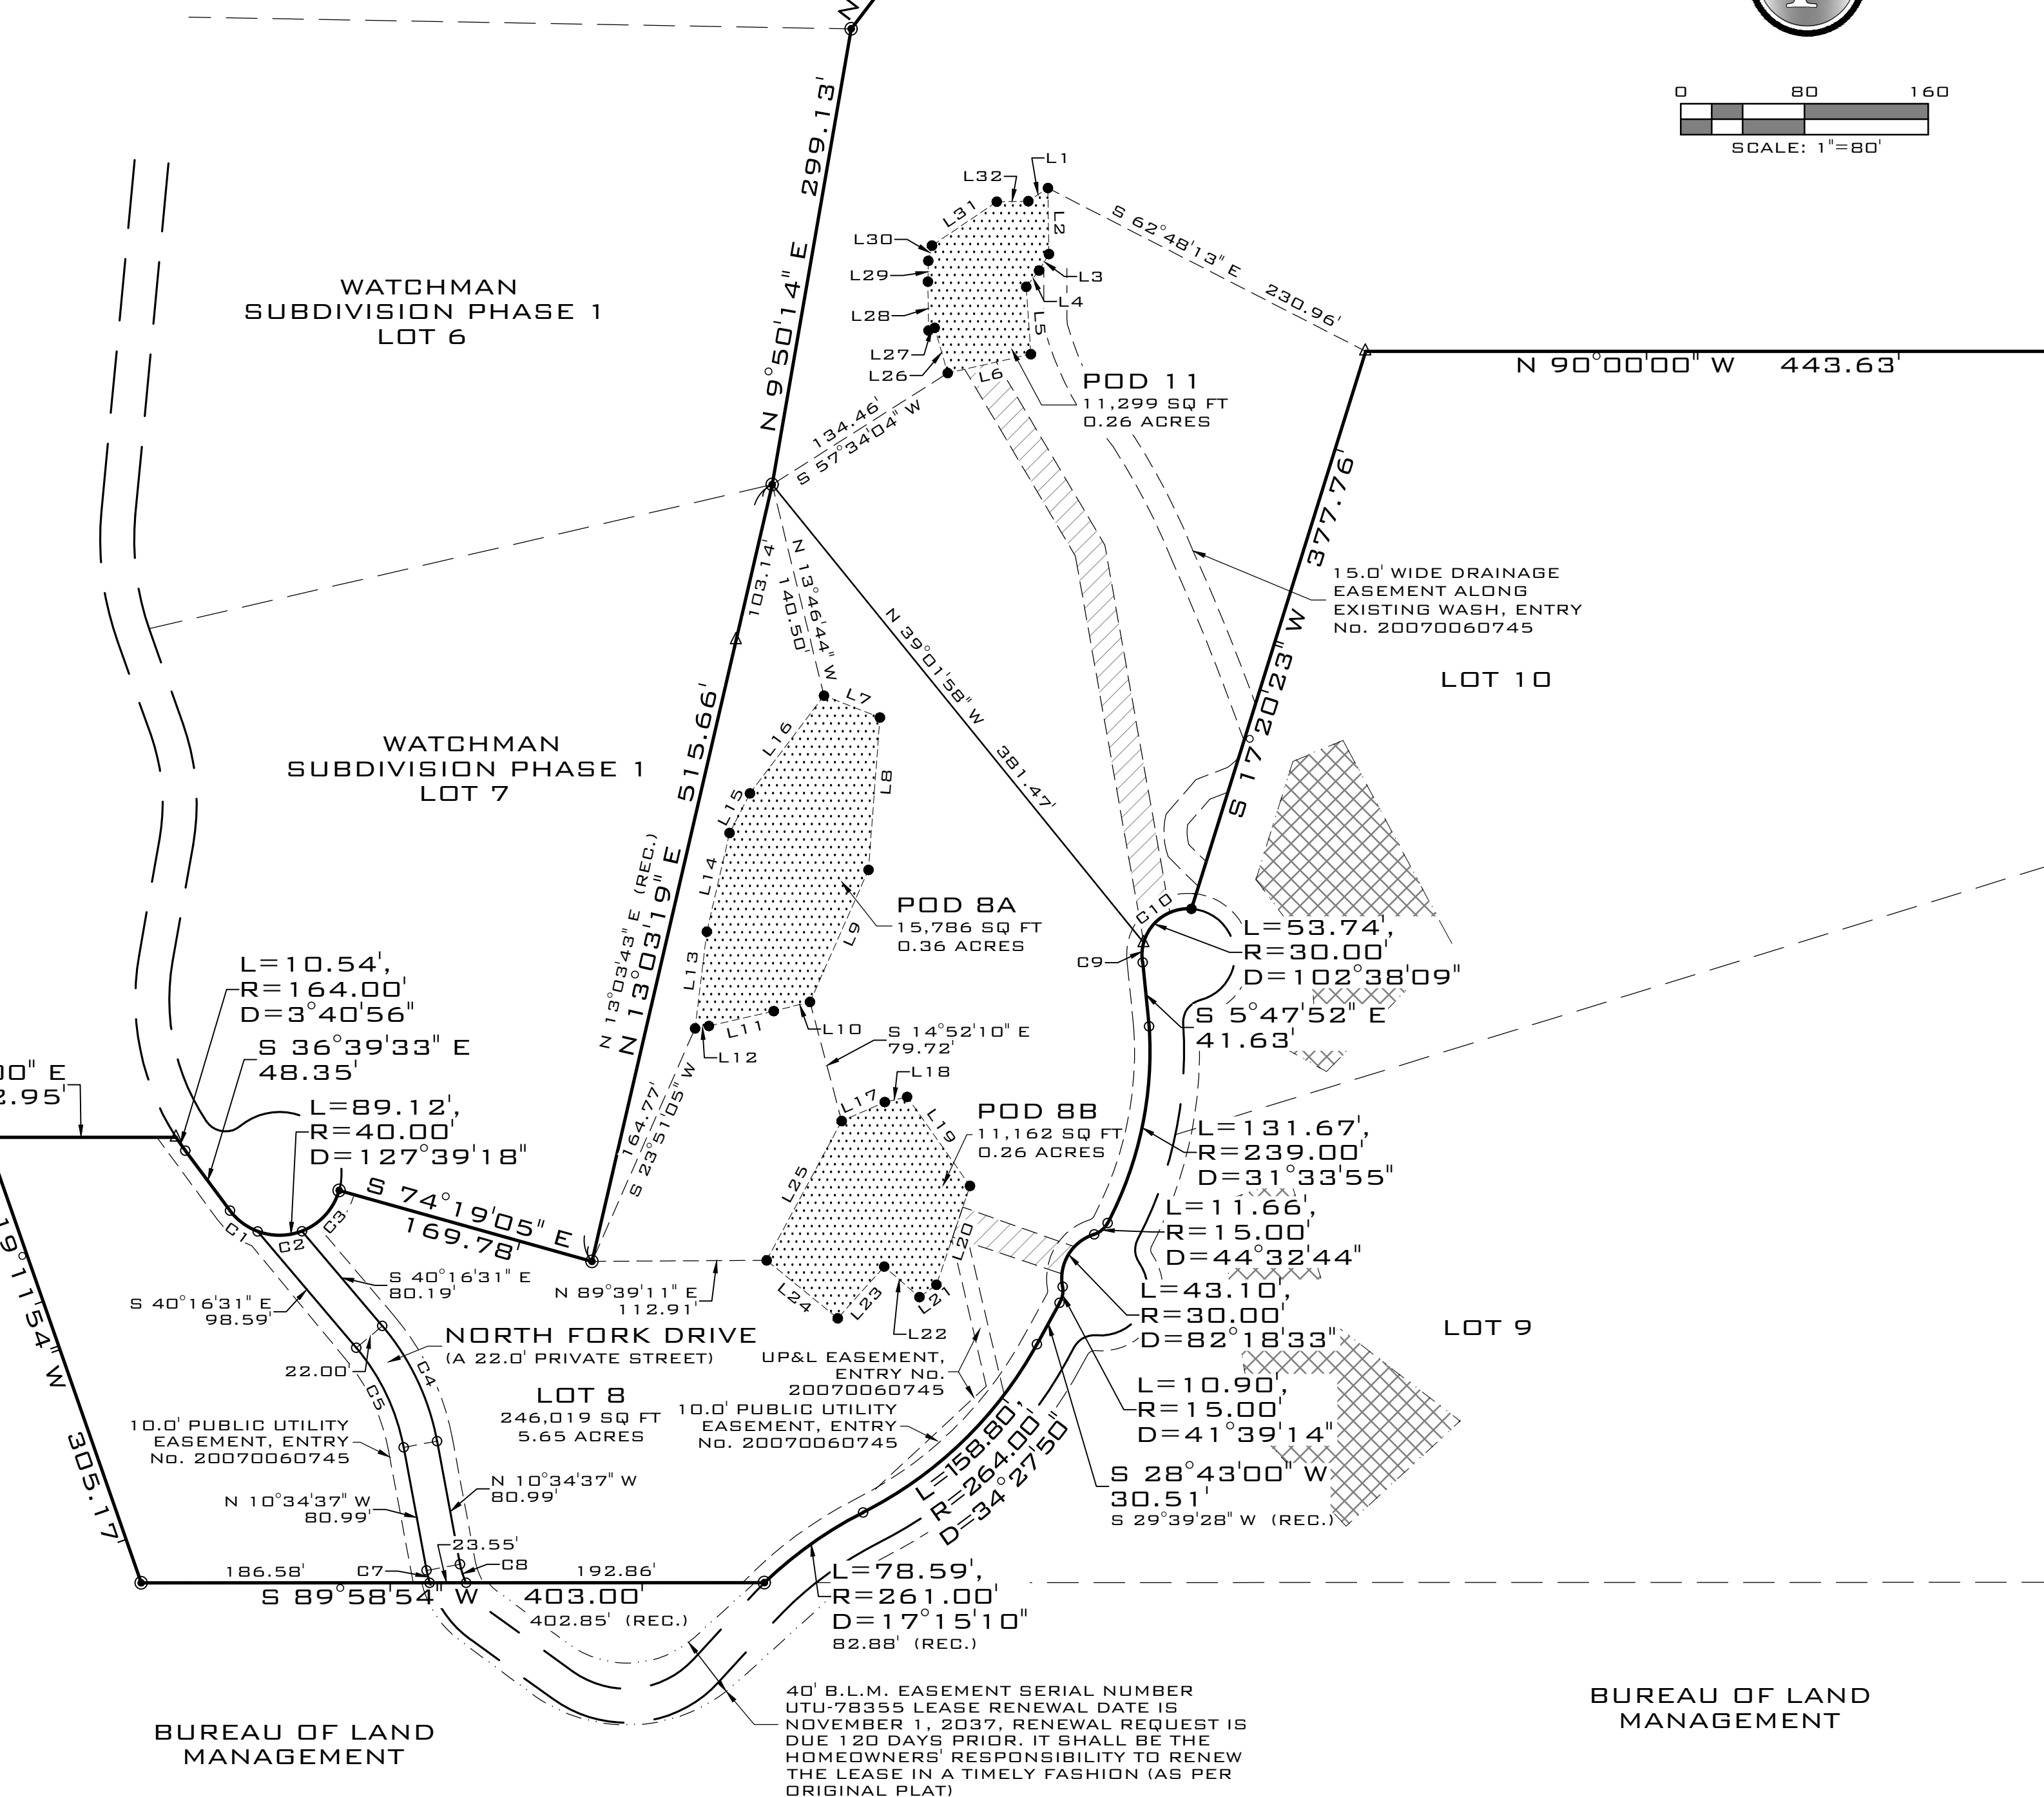 N
0 80 160
SCALE: 1"=80'
N 9°50'14" E 299.13'
L1
L32
L31
L2
L30
L29
L3
L4
L28
L5
L27
L26
L6
S 62°48'13" E 230.96'
WATCHMAN
SUBDIVISION PHASE 1
LOT 6
N 90°00'00" W 443.63'
POD 11
11,299 SQ FT
0.26 ACRES
134.46'
S 57°34'04" W
S 17°20'23" W 377.76'
15.0' WIDE DRAINAGE
EASEMENT ALONG
EXISTING WASH, ENTRY
No. 20070060745
103.14'
N 13°46'44" W
140.50'
N 39°01'58" W 381.47'
LOT 10
WATCHMAN
SUBDIVISION PHASE 1
LOT 7
N 13°03'19" E 515.66'
N 13°03'43" E (REC.)
L7
L16
L8
L15
L14
L9
L13
POD 8A
15,786 SQ FT
0.36 ACRES
L11
L10
L12
S 14°52'10" E
79.72'
164.77'
S 23°51'05" W
C10
C9
L=53.74',
R=30.00'
D=102°38'09"
S 5°47'52" E
41.63'
L=10.54',
R=164.00'
D=3°40'56"
S 36°39'33" E
48.35'
00" E
2.95'
L=89.12',
R=40.00'
D=127°39'18"
S 74°19'05" E
169.78'
L18
L17
L19
POD 8B
11,162 SQ FT
0.26 ACRES
L25
L20
L24
L23
L21
L22
L=131.67',
R=239.00'
D=31°33'55"
L=11.66',
R=15.00'
D=44°32'44"
L=43.10',
R=30.00'
D=82°18'33"
L=10.90',
R=15.00'
D=41°39'14"
S 28°43'00" W
30.51'
S 29°39'28" W (REC.)
LOT 9
C1
C2
C3
S 40°16'31" E
80.19'
S 40°16'31" E
98.59'
N 89°39'11" E
112.91'
NORTH FORK DRIVE
(A 22.0' PRIVATE STREET)
22.00'
C4
C5
UP&L EASEMENT,
ENTRY No.
20070060745
LOT 8
246,019 SQ FT
5.65 ACRES
10.0' PUBLIC UTILITY
EASEMENT, ENTRY
No. 20070060745
10.0' PUBLIC UTILITY
EASEMENT, ENTRY
No. 20070060745
19°11'54" W 305.17'
N 10°34'37" W
80.99'
N 10°34'37" W
80.99'
L=158.80',
R=264.00'
D=34°27'50"
186.58'
C7
23.55'
C8
192.86'
S 89°58'54" W 403.00'
402.85' (REC.)
L=78.59',
R=261.00'
D=17°15'10"
82.88' (REC.)
40' B.L.M. EASEMENT SERIAL NUMBER
UTU-78355 LEASE RENEWAL DATE IS
NOVEMBER 1, 2037, RENEWAL REQUEST IS
DUE 120 DAYS PRIOR. IT SHALL BE THE
HOMEOWNERS' RESPONSIBILITY TO RENEW
THE LEASE IN A TIMELY FASHION (AS PER
ORIGINAL PLAT)
BUREAU OF LAND
MANAGEMENT
BUREAU OF LAND
MANAGEMENT